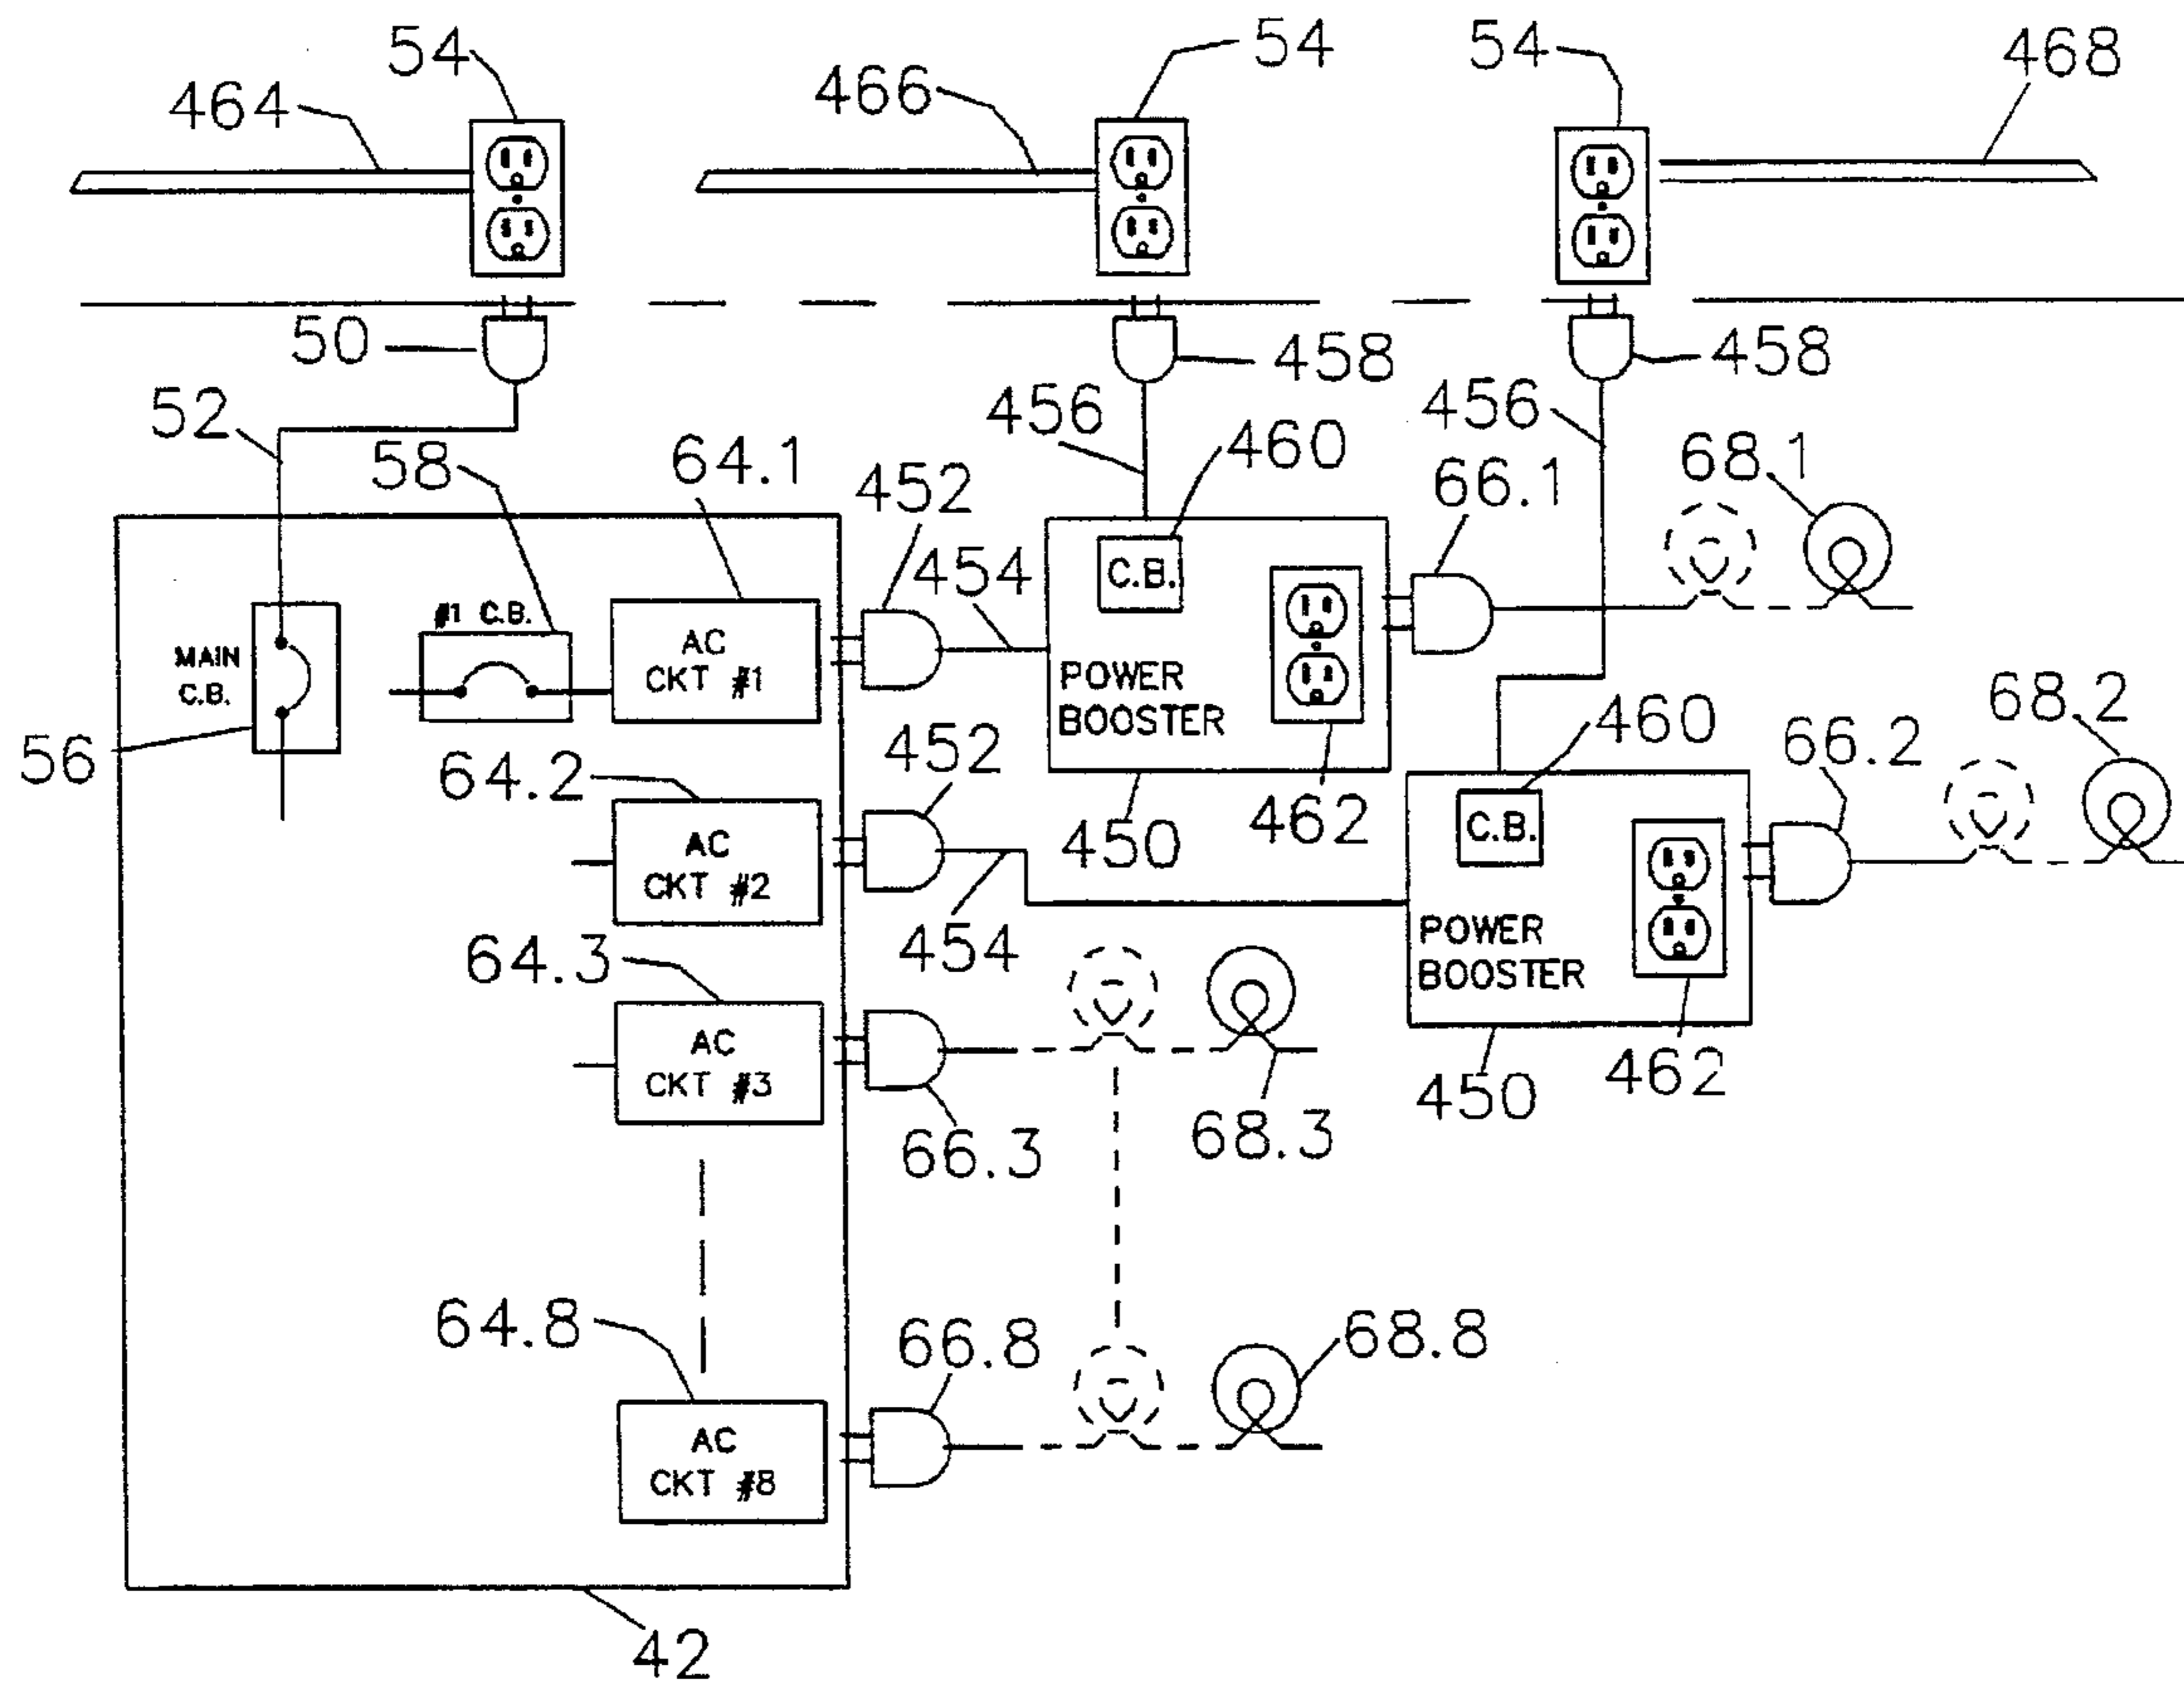 54
54
54
468
464
466
50
458
458
52
58
64.1
452
456
460
456
66.1
68.1
454
#1 C.B.
C.B.
MAIN
C.B.
AC
CKT #1
POWER
BOOSTER
56
64.2
452
450
462
460
66.2
68.2
C.B.
AC
CKT #2
454
POWER
BOOSTER
64.3
AC
CKT #3
66.3
68.3
450
462
64.8
66.8
68.8
AC
CKT #8
42